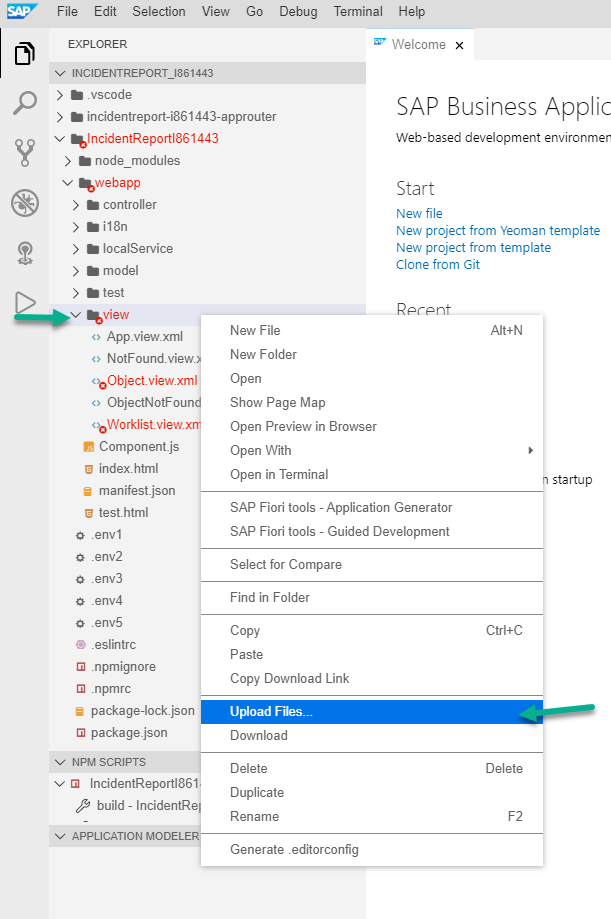 SAP File Edit Selection View Go Debug Terminal Help
EXPLORER
Welcome ×
INCIDENTREPORT_I861443
.vscode
incidentreport-i861443-approuter
IncidentReportI861443
node_modules
webapp
controller
i18n
localService
model
test
view
App.view.xml
NotFound.view.x
Object.view.xml
ObjectNotFound
Worklist.view.xm
Component.js
index.html
manifest.json
test.html
.env1
.env2
.env3
.env4
.env5
.eslintrc
.npmignore
.npmrc
package-lock.json
package.json
NPM SCRIPTS
IncidentReportI861
build - IncidentRep
APPLICATION MODELER
SAP Business Applic
Web-based development environmen
Start
New file
New project from Yeoman template
New project from template
Clone from Git
Recent
n startup
New File Alt+N
New Folder
Open
Show Page Map
Open Preview in Browser
Open With
Open in Terminal
SAP Fiori tools - Application Generator
SAP Fiori tools - Guided Development
Select for Compare
Find in Folder
Copy Ctrl+C
Paste
Copy Download Link
Upload Files...
Download
Delete Delete
Duplicate
Rename F2
Generate .editorconfig